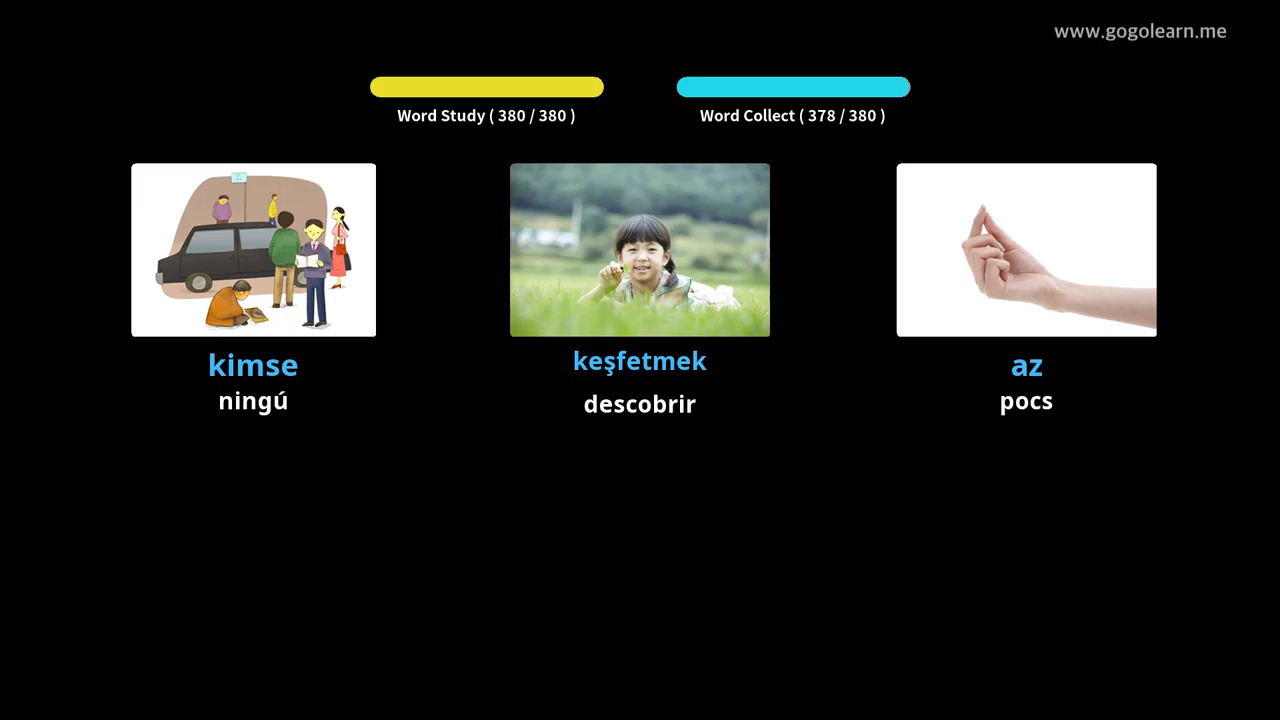 www.gogolearn.me
Word Study ( 380 / 380 )
Word Collect ( 378 / 380 )
kimse
ningú
keşfetmek
descobrir
az
pocs